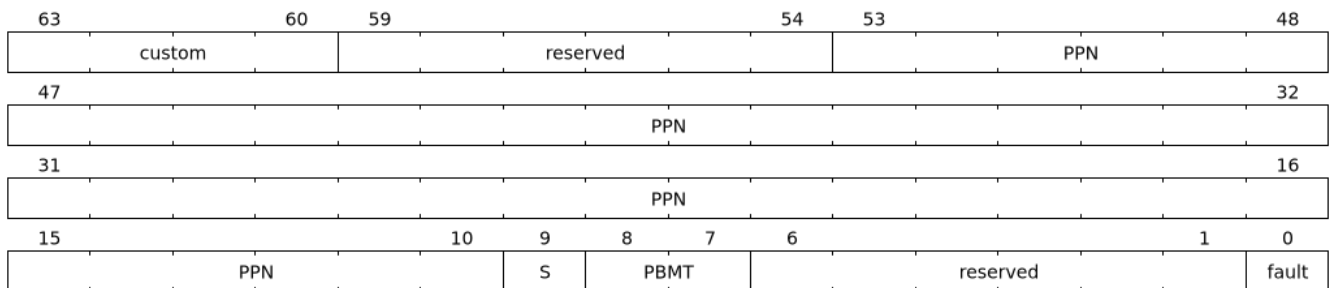 63 60 59 54 53 48
custom reserved PPN
47 32
PPN
31 16
PPN
15 10 9 8 7 6 1 0
PPN S PBMT reserved fault